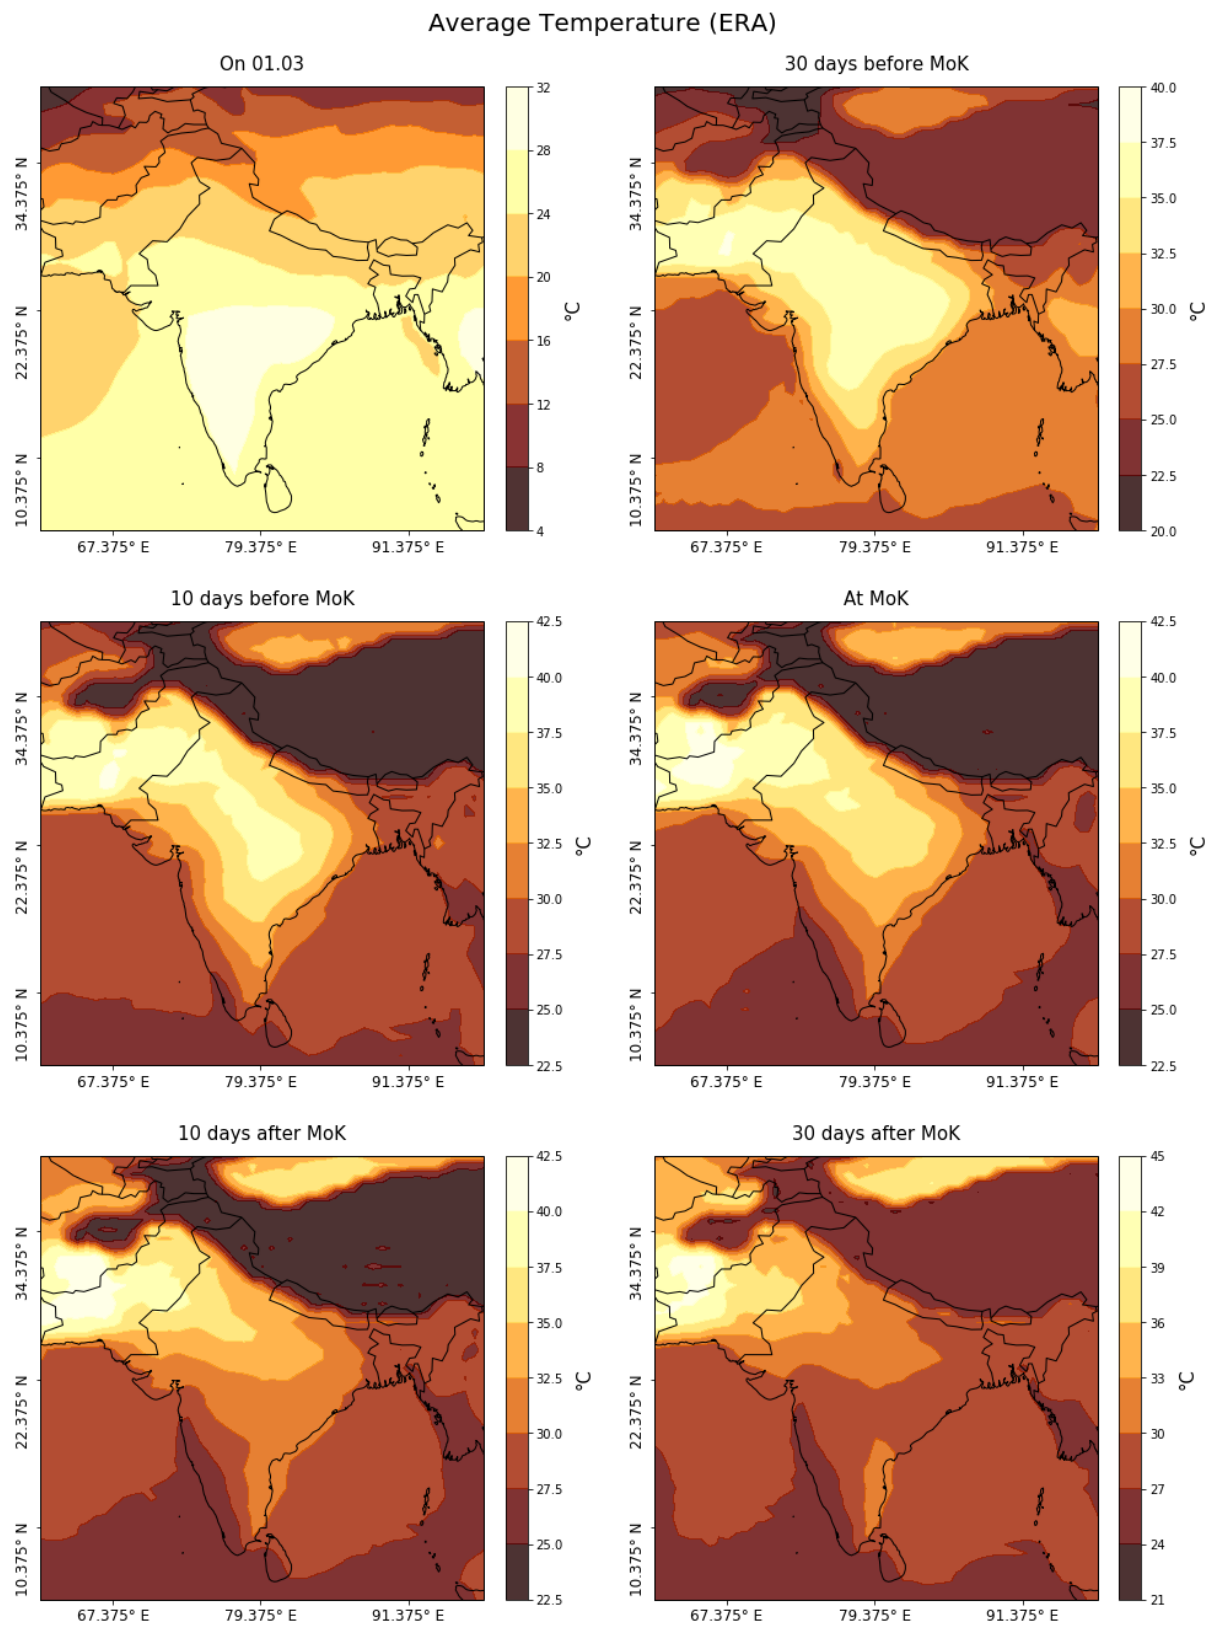 Average Temperature (ERA)
On 01.03
34.375° N
22.375° N
10.375° N
67.375° E 79.375° E 91.375° E
32
28
24
20
16
12
8
4
°C
30 days before MoK
34.375° N
22.375° N
10.375° N
67.375° E 79.375° E 91.375° E
40.0
37.5
35.0
32.5
30.0
27.5
25.0
22.5
20.0
°C
10 days before MoK
34.375° N
22.375° N
10.375° N
67.375° E 79.375° E 91.375° E
42.5
40.0
37.5
35.0
32.5
30.0
27.5
25.0
22.5
°C
At MoK
34.375° N
22.375° N
10.375° N
67.375° E 79.375° E 91.375° E
42.5
40.0
37.5
35.0
32.5
30.0
27.5
25.0
22.5
°C
10 days after MoK
34.375° N
22.375° N
10.375° N
67.375° E 79.375° E 91.375° E
42.5
40.0
37.5
35.0
32.5
30.0
27.5
25.0
22.5
°C
30 days after MoK
34.375° N
22.375° N
10.375° N
67.375° E 79.375° E 91.375° E
45
42
39
36
33
30
27
24
21
°C